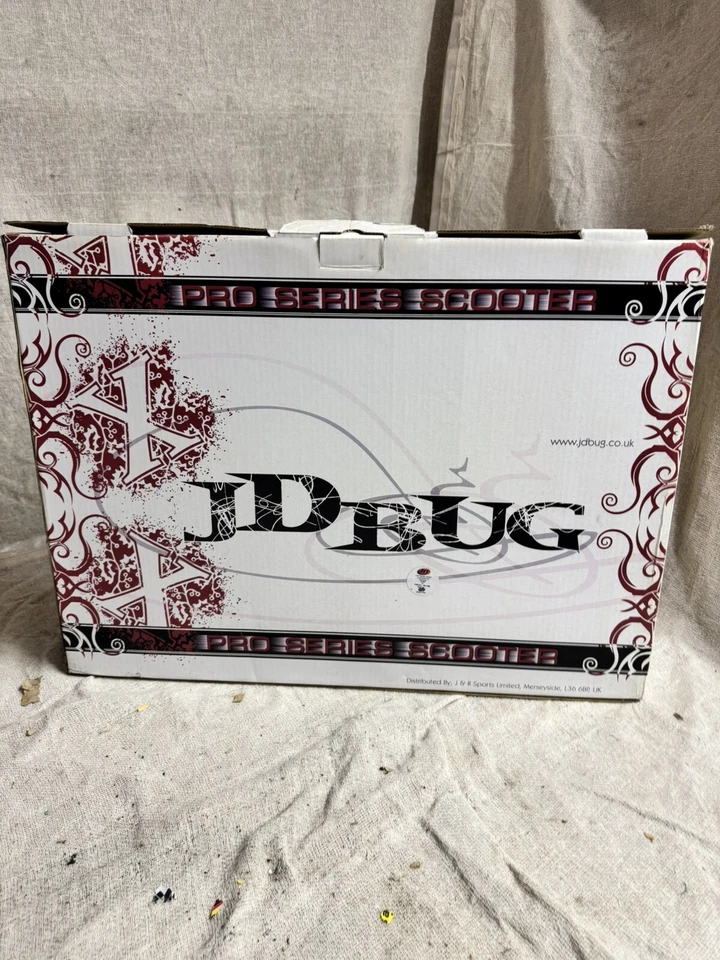 PRO SERIES SCOOTER
www.jdbug.co.uk
JDBUG
PRO SERIES SCOOTER
Distributed By; J & R Sports Limited, Merseyside, L36 6BE UK